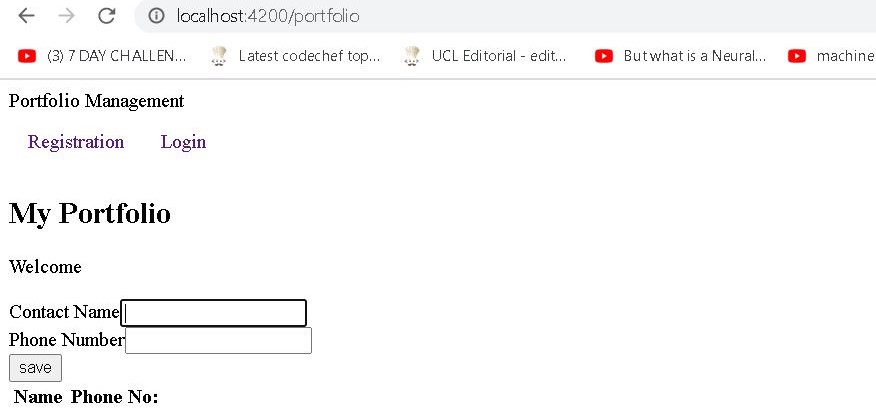 localhost:4200/portfolio
(3) 7 DAY CHALLEN... Latest codechef top... UCL Editorial - edit... But what is a Neural... machine
Portfolio Management
Registration Login
My Portfolio
Welcome
Contact Name
Phone Number
save
Name Phone No: